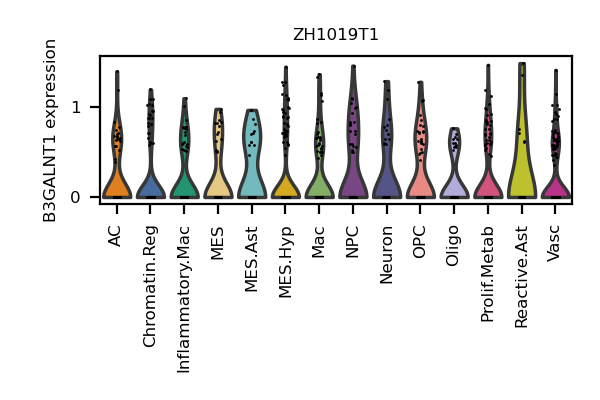 ZH1019T1
B3GALNT1 expression
1
0
AC
Chromatin.Reg
Inflammatory.Mac
MES
MES.Ast
MES.Hyp
Mac
NPC
Neuron
OPC
Oligo
Prolif.Metab
Reactive.Ast
Vasc